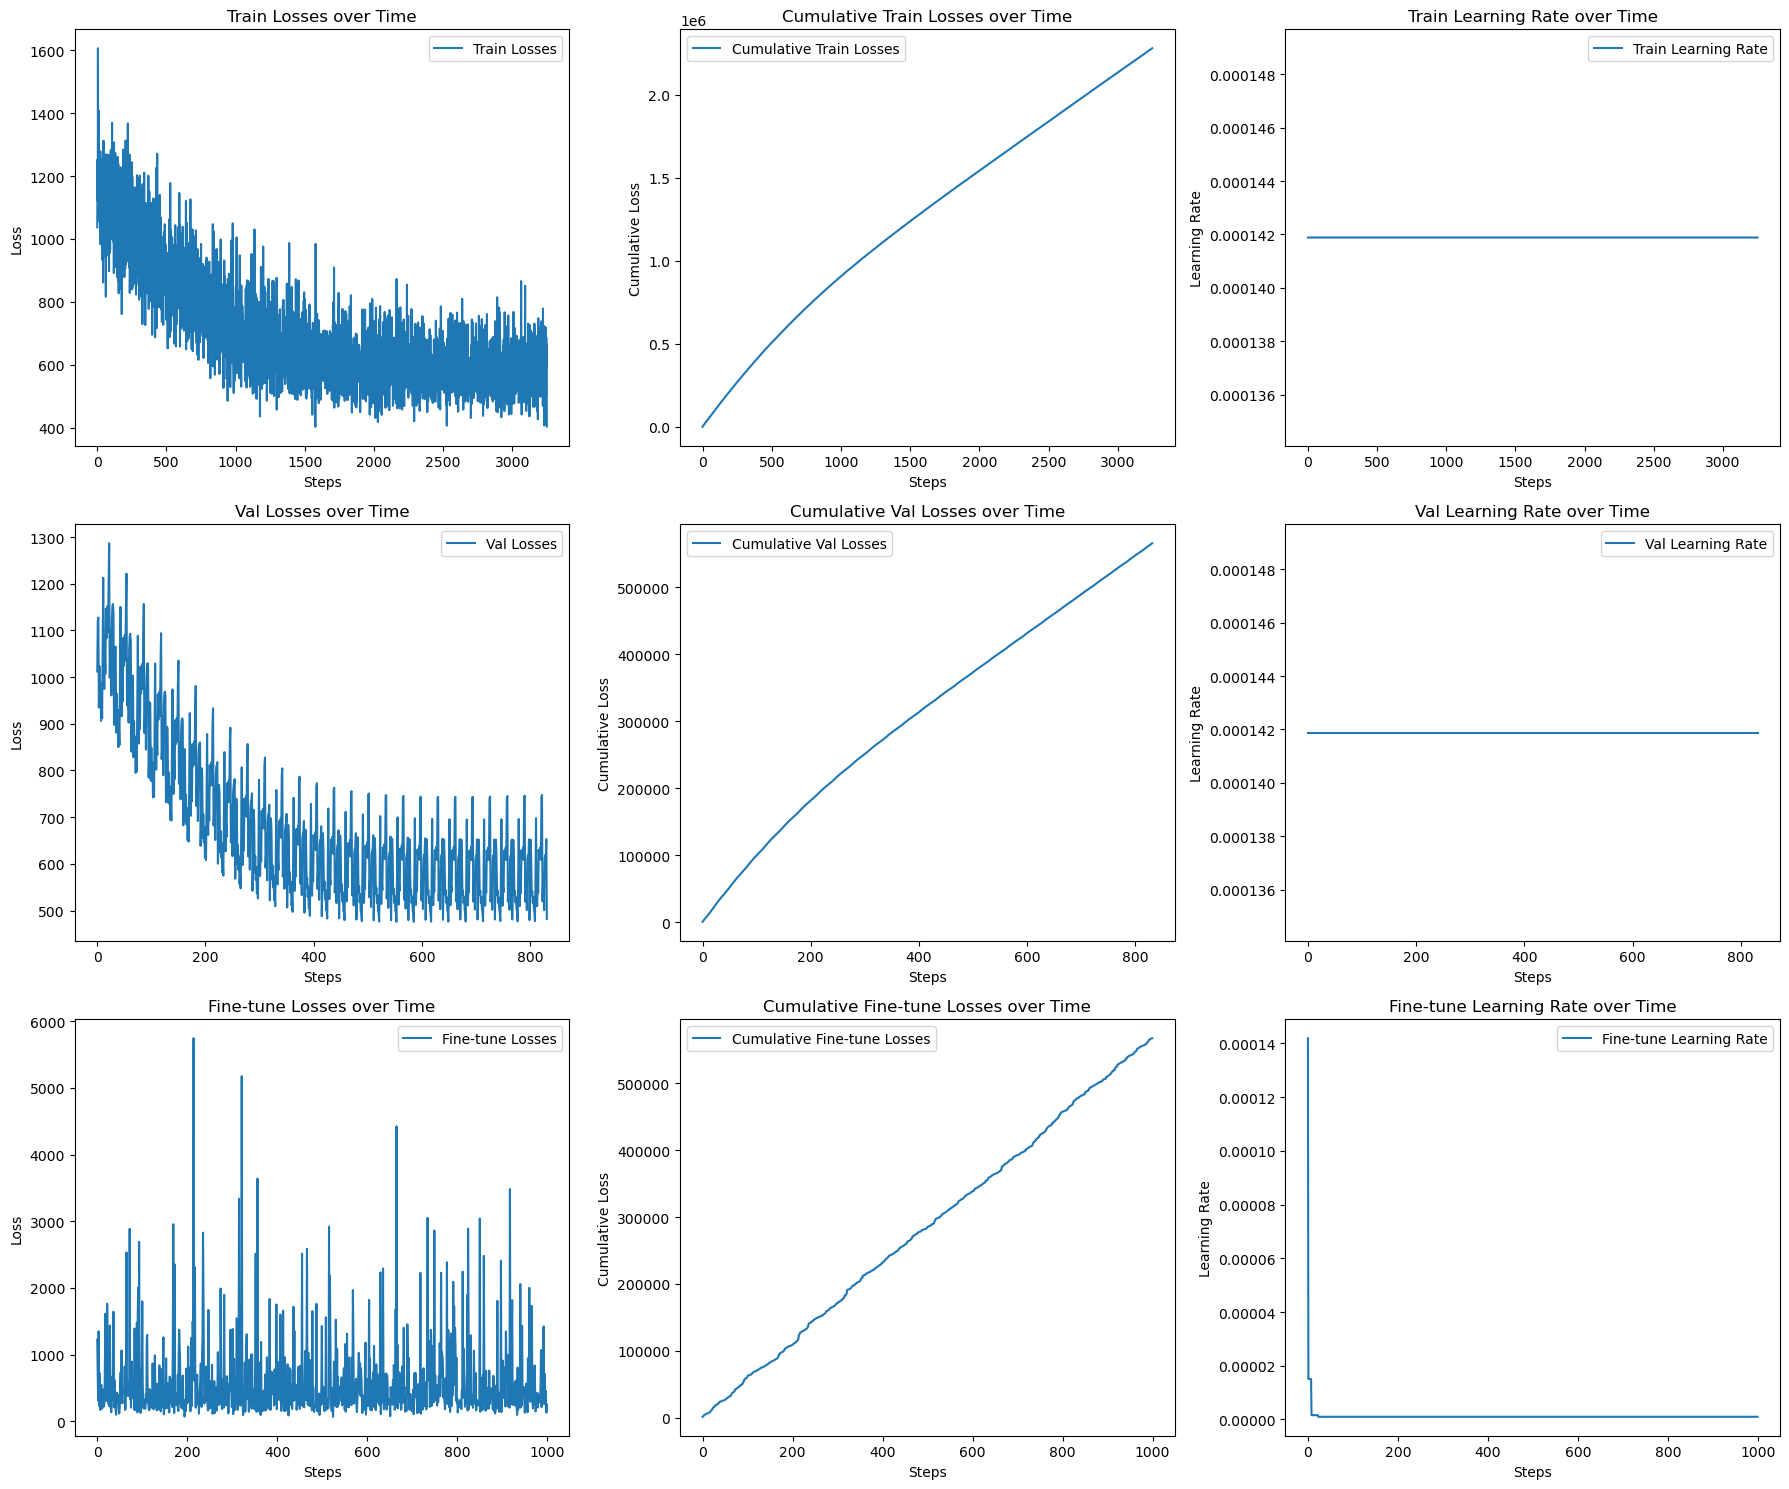 Train Losses over Time
Train Losses
1600
1400
1200
1000
800
600
400
Loss
0 500 1000 1500 2000 2500 3000
Steps
Cumulative Train Losses over Time
1e6
Cumulative Train Losses
2.0
1.5
1.0
0.5
0.0
Cumulative Loss
0 500 1000 1500 2000 2500 3000
Steps
Train Learning Rate over Time
Train Learning Rate
0.000148
0.000146
0.000144
0.000142
0.000140
0.000138
0.000136
Learning Rate
0 500 1000 1500 2000 2500 3000
Steps
Val Losses over Time
Val Losses
1300
1200
1100
1000
900
800
700
600
500
Loss
0 200 400 600 800
Steps
Cumulative Val Losses over Time
Cumulative Val Losses
500000
400000
300000
200000
100000
0
Cumulative Loss
0 200 400 600 800
Steps
Val Learning Rate over Time
Val Learning Rate
0.000148
0.000146
0.000144
0.000142
0.000140
0.000138
0.000136
Learning Rate
0 200 400 600 800
Steps
Fine-tune Losses over Time
Fine-tune Losses
6000
5000
4000
3000
2000
1000
0
Loss
0 200 400 600 800 1000
Steps
Cumulative Fine-tune Losses over Time
Cumulative Fine-tune Losses
500000
400000
300000
200000
100000
0
Cumulative Loss
0 200 400 600 800 1000
Steps
Fine-tune Learning Rate over Time
Fine-tune Learning Rate
0.00014
0.00012
0.00010
0.00008
0.00006
0.00004
0.00002
0.00000
Learning Rate
0 200 400 600 800 1000
Steps